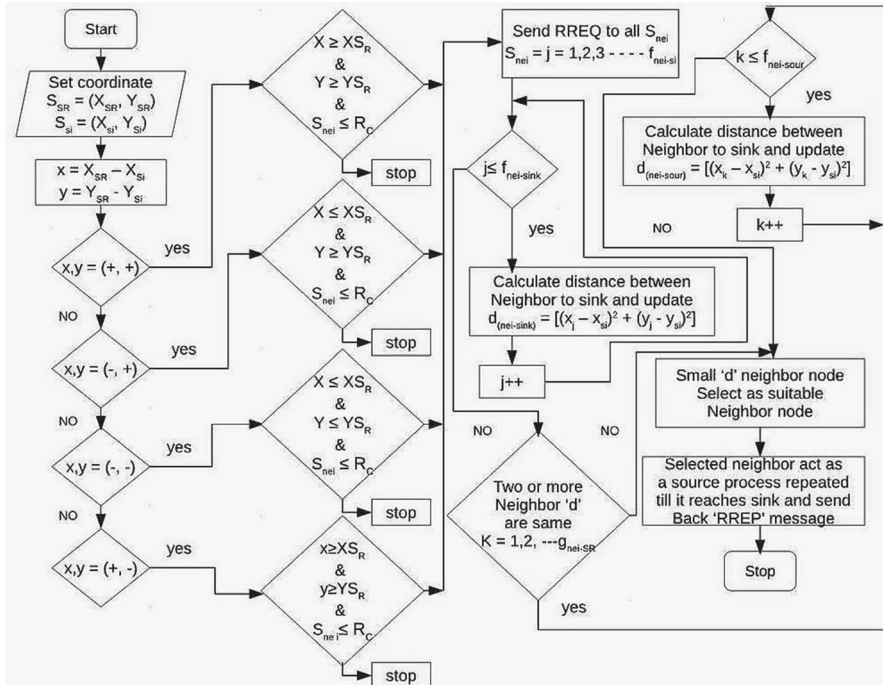 Start
Set coordinate
S_SR = (X_SR, Y_SR)
S_si = (X_si, Y_Si)
x = X_SR – X_Si
y = Y_SR - Y_Si
x,y = (+, +)
yes
NO
x,y = (-, +)
yes
NO
x,y = (-, -)
yes
NO
x,y = (+, -)
yes
X ≥ XS_R
&
Y ≥ YS_R
&
S_nei ≤ R_C
stop
X ≤ XS_R
&
Y ≥ YS_R
&
S_nei ≤ R_C
stop
X ≤ XS_R
&
Y ≤ YS_R
&
S_nei ≤ R_C
stop
x≥XS_R
&
y≥YS_R
&
S_nei ≤ R_C
stop
Send RREQ to all S_nei
S_nei = j = 1,2,3 - - - - f_nei-si
j≤ f_nei-sink
yes
Calculate distance between
Neighbor to sink and update
d_(nei-sink) = [(x_j – x_si)² + (y_j - y_si)²]
j++
NO
Two or more
Neighbor ‘d’
are same
K = 1,2, ---g_nei-SR
NO
yes
k ≤ f_nei-sour
yes
Calculate distance between
Neighbor to sink and update
d_(nei-sour) = [(x_k – x_si)² + (y_k - y_si)²]
k++
NO
Small ‘d’ neighbor node
Select as suitable
Neighbor node
Selected neighbor act as
a source process repeated
till it reaches sink and send
Back ‘RREP’ message
Stop